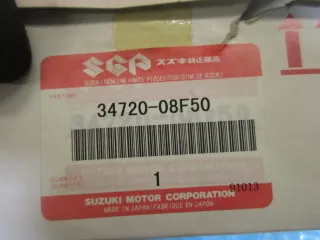 SGP スズキ純正部品
SUZUKI GENUINE PARTS
34720-08F50
1
91013
SUZUKI MOTOR CORPORATION
MADE IN JAPAN/FABRIQUE EN JAPON